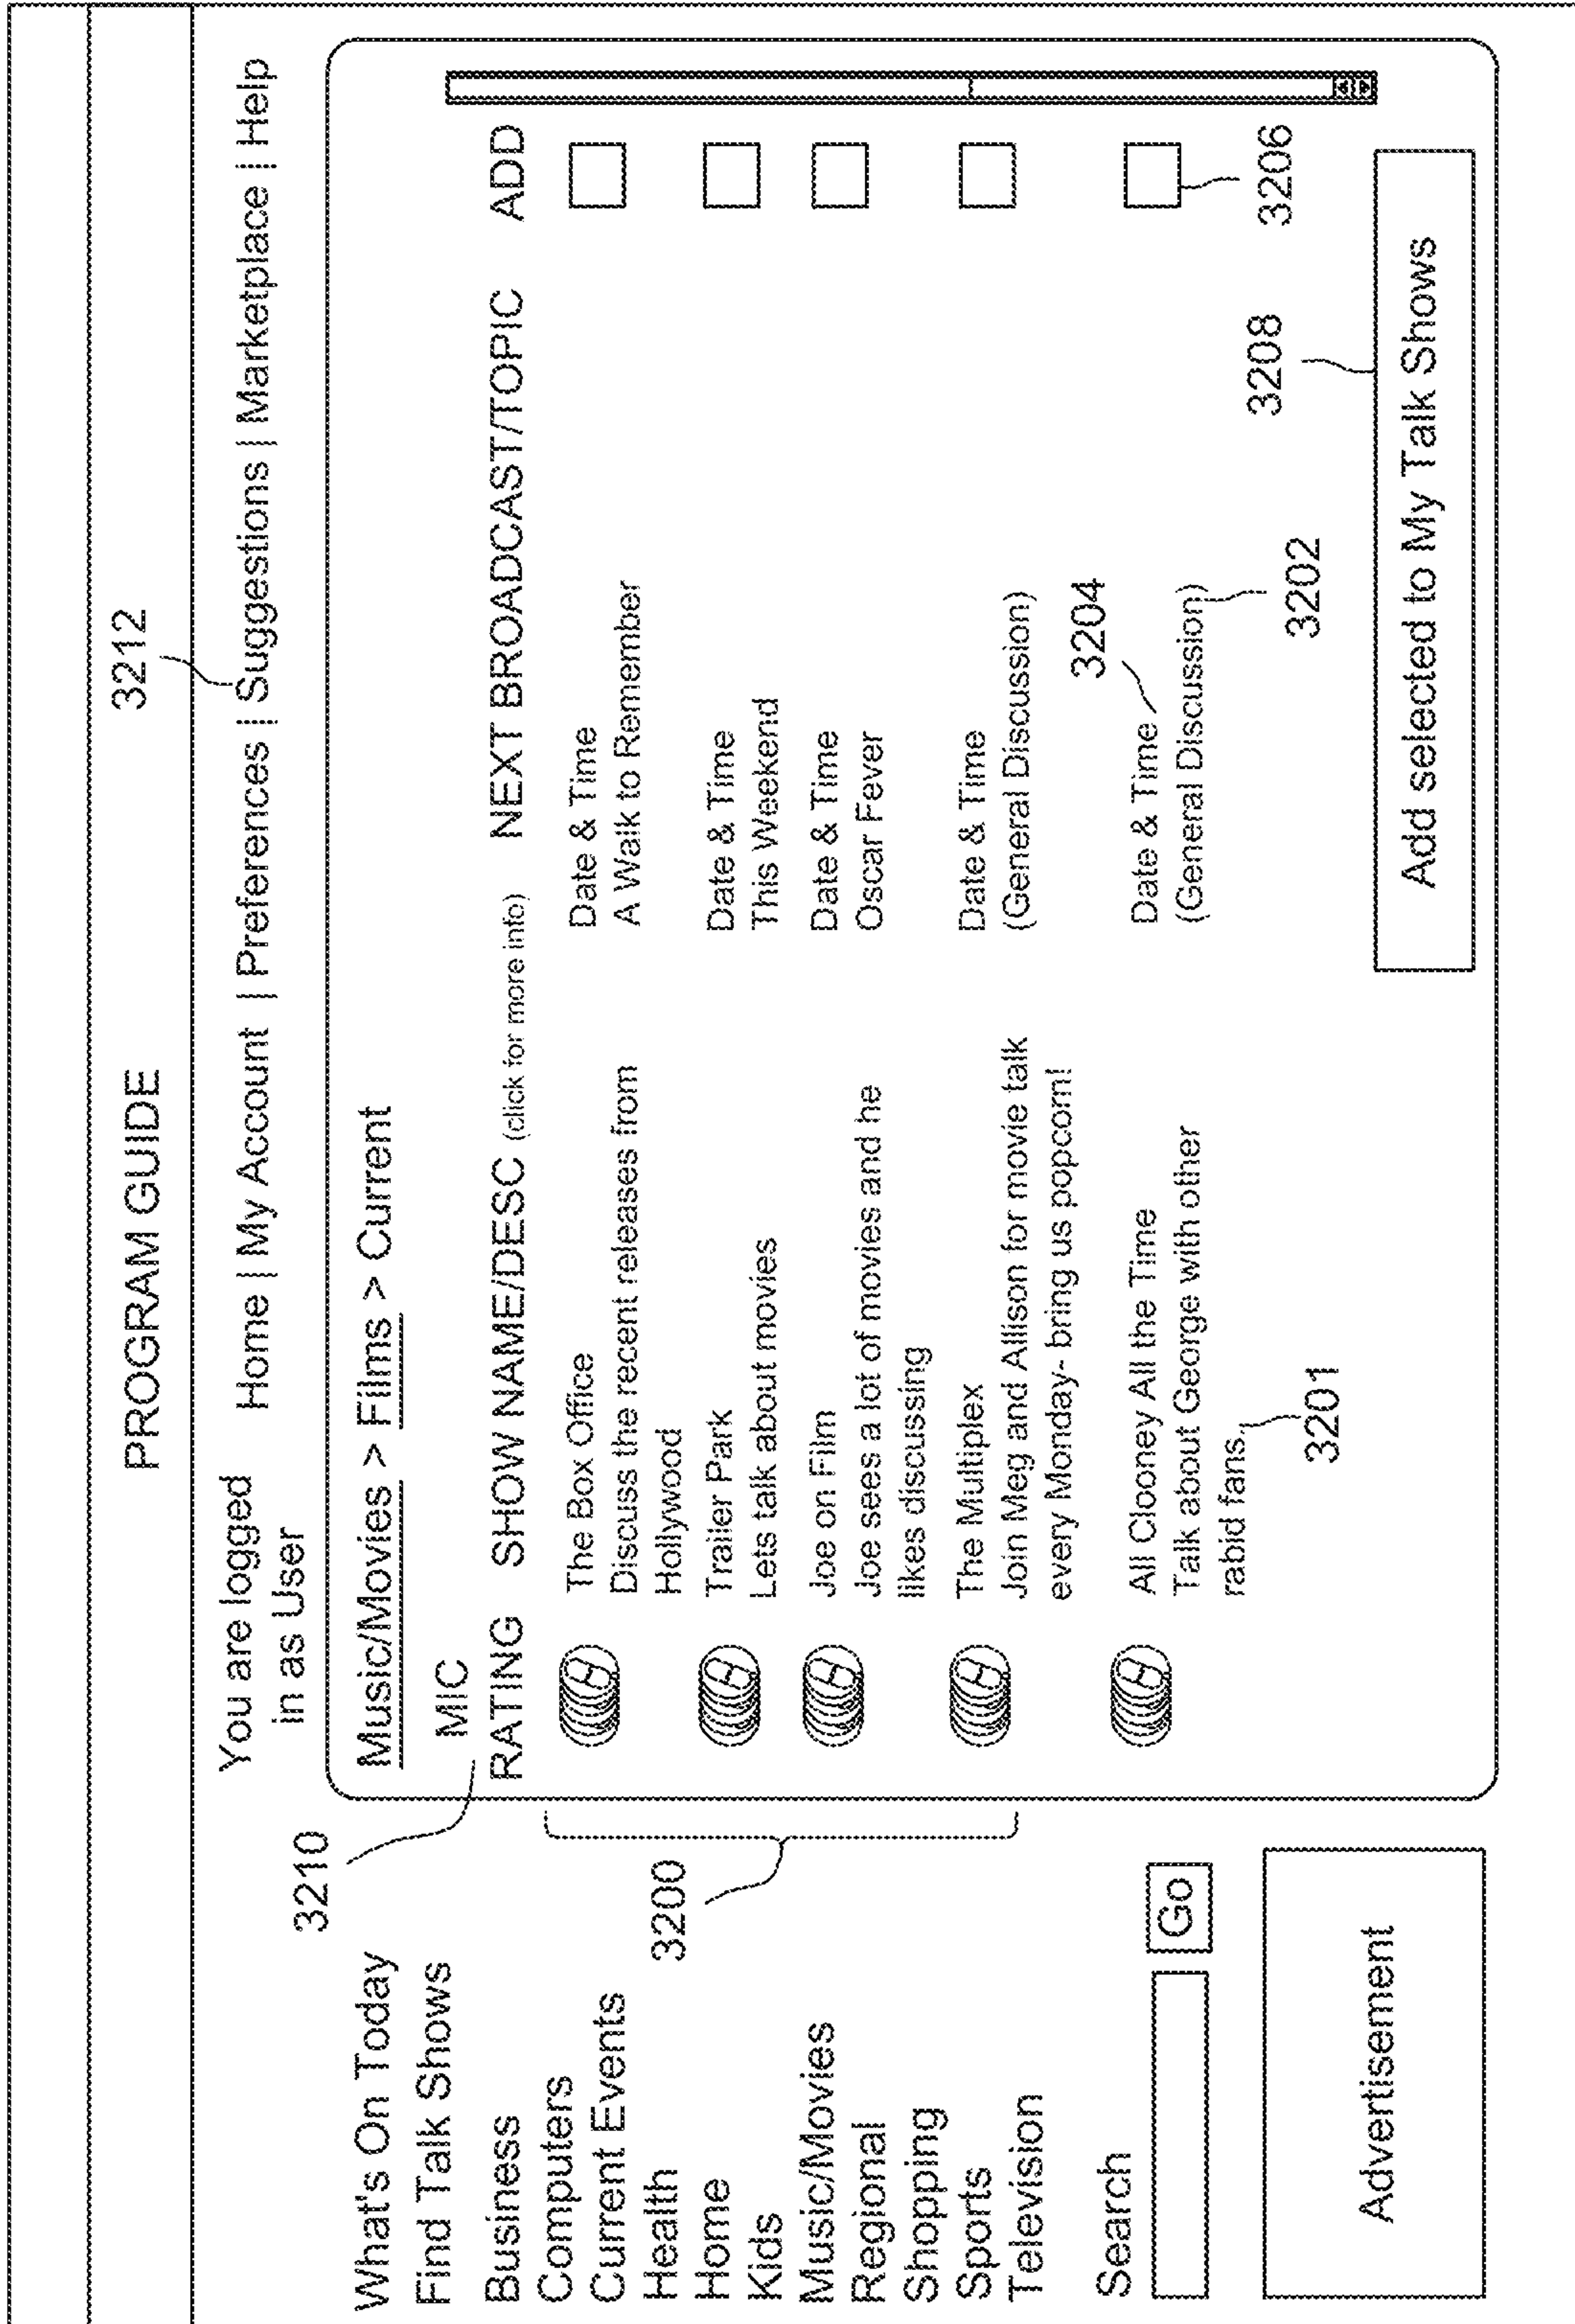 PROGRAM GUIDE
3212
You are logged
in as User
Home | My Account | Preferences | Suggestions | Marketplace | Help
What's On Today
Find Talk Shows
Business
Computers
Current Events
Health
Home
Kids
Music/Movies
Regional
Shopping
Sports
Television
Search
Go
Advertisement
3210
3200
Music/Movies > Films > Current
MIC
RATING SHOW NAME/DESC (click for more info) NEXT BROADCAST/TOPIC ADD
The Box Office
Discuss the recent releases from
Hollywood
Date & Time
A Walk to Remember
Trailer Park
Lets talk about movies
Date & Time
This Weekend
Joe on Film
Joe sees a lot of movies and he
likes discussing
Date & Time
Oscar Fever
The Multiplex
Join Meg and Allison for movie talk
every Monday- bring us popcorn!
Date & Time
(General Discussion)
All Clooney All the Time
Talk about George with other
rabid fans.
Date & Time
(General Discussion)
3204
3201
3202
3208
3206
Add selected to My Talk Shows